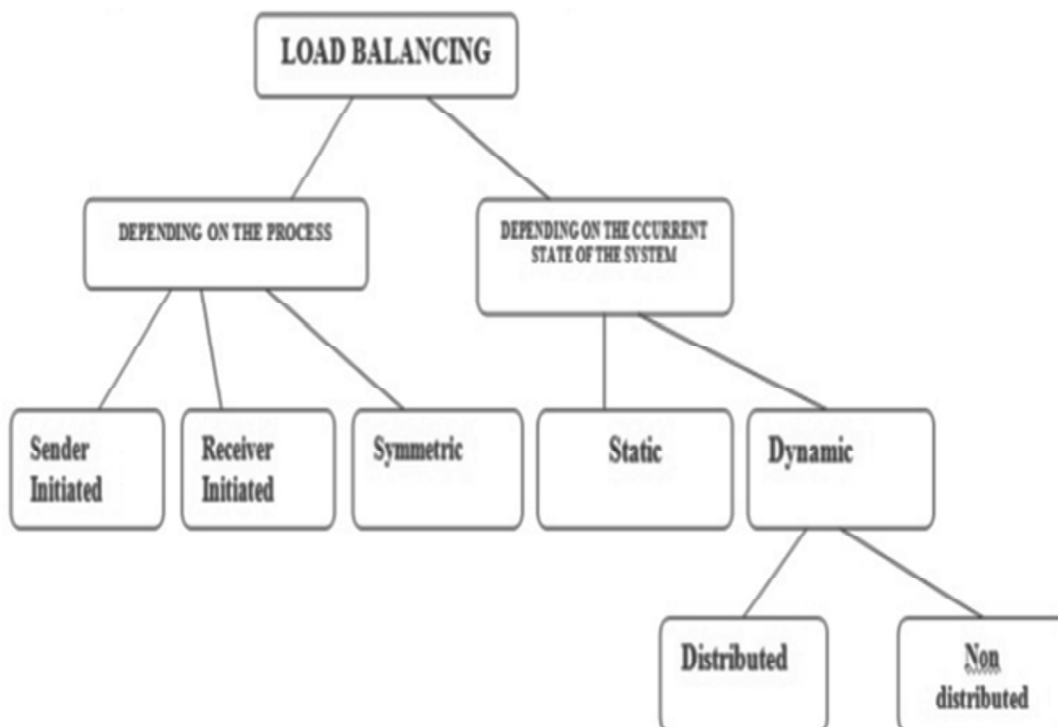 LOAD BALANCING
DEPENDING ON THE PROCESS
DEPENDING ON THE CCURRENT
STATE OF THE SYSTEM
Sender
Initiated
Receiver
Initiated
Symmetric
Static
Dynamic
Distributed
Non
distributed